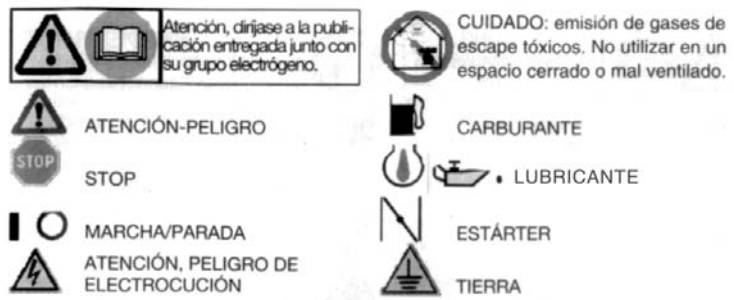 Atención, diríjase a la publi-
cación entregada junto con
su grupo electrógeno.
CUIDADO: emisión de gases de
escape tóxicos. No utilizar en un
espacio cerrado o mal ventilado.
ATENCIÓN-PELIGRO
CARBURANTE
STOP
STOP
LUBRICANTE
MARCHA/PARADA
ESTÁRTER
ATENCIÓN, PELIGRO DE
ELECTROCUCIÓN
TIERRA